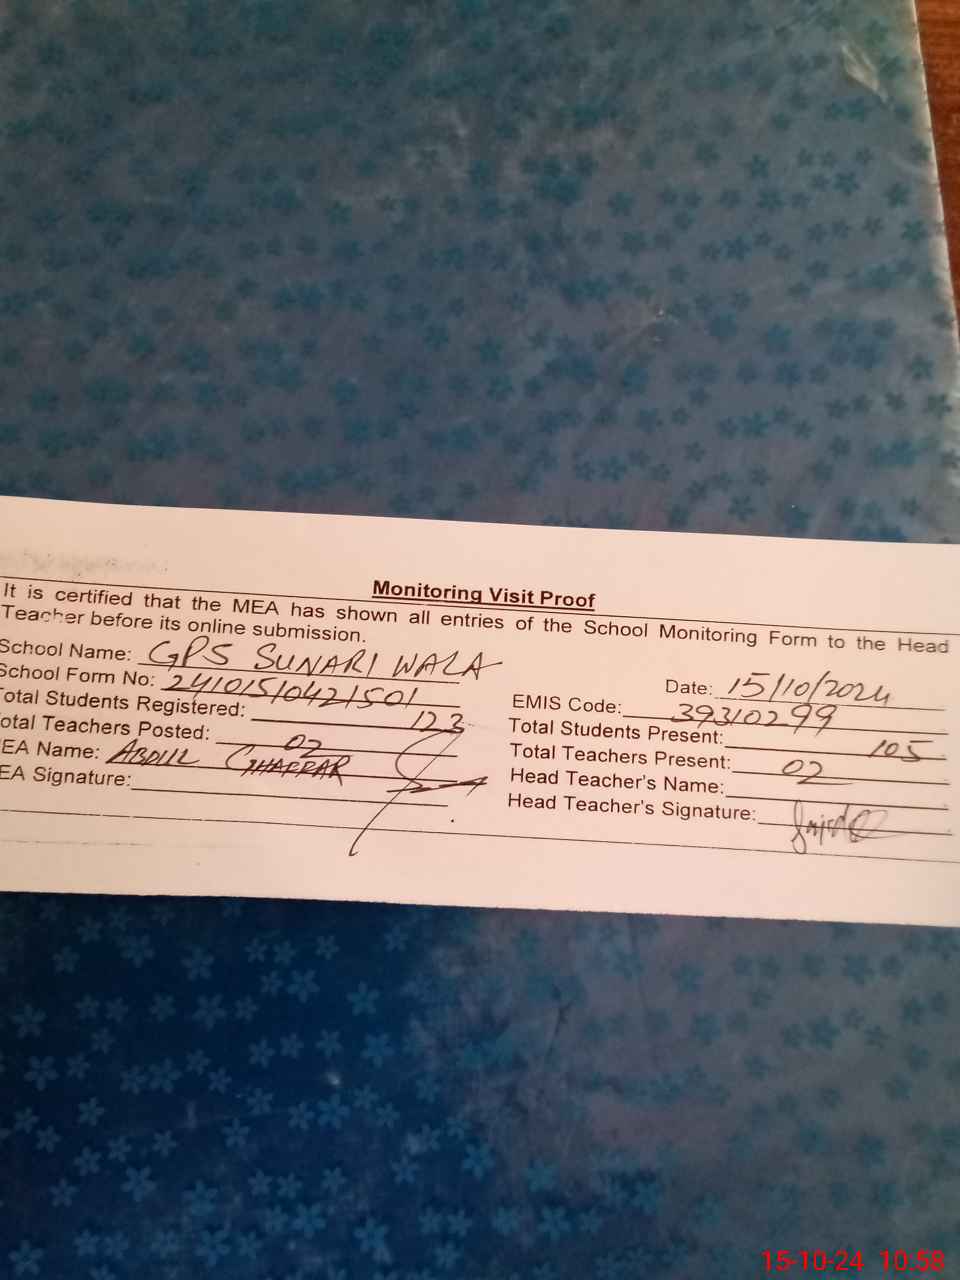 Monitoring Visit Proof
It is certified that the MEA has shown all entries of the School Monitoring Form to the Head
Teacher before its online submission.
School Name: GPS SUNARI WALA
Date: 15/10/2024
School Form No: 24101510421501
EMIS Code: 39310299
Total Students Registered: 123
Total Students Present: 105
Total Teachers Posted: 02
Total Teachers Present: 02
EA Name: ABDUL GHAFFAR
Head Teacher's Name:
EA Signature:
Head Teacher's Signature:
15-10-24 10:58